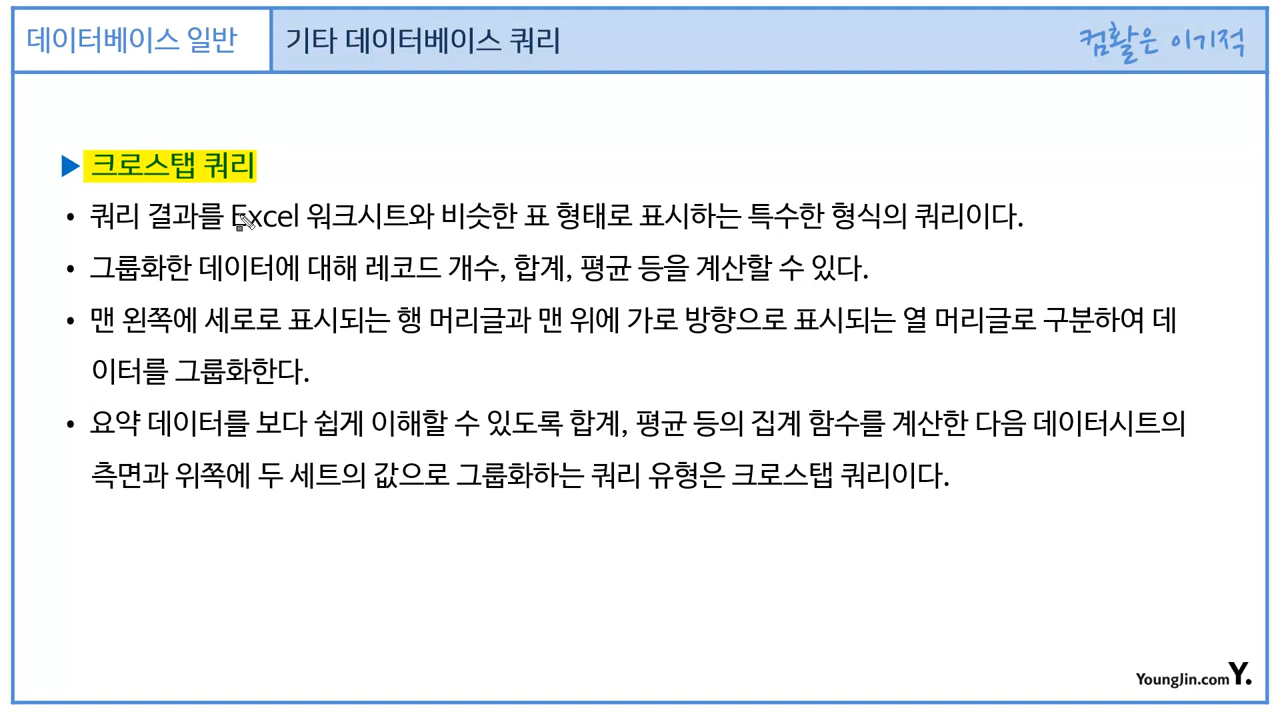 데이터베이스 일반
기타 데이터베이스 쿼리
컴활은 이기적
▶ 크로스탭 쿼리
• 쿼리 결과를 Excel 워크시트와 비슷한 표 형태로 표시하는 특수한 형식의 쿼리이다.
• 그룹화한 데이터에 대해 레코드 개수, 합계, 평균 등을 계산할 수 있다.
• 맨 왼쪽에 세로로 표시되는 행 머리글과 맨 위에 가로 방향으로 표시되는 열 머리글로 구분하여 데
이터를 그룹화한다.
• 요약 데이터를 보다 쉽게 이해할 수 있도록 합계, 평균 등의 집계 함수를 계산한 다음 데이터시트의
측면과 위쪽에 두 세트의 값으로 그룹화하는 쿼리 유형은 크로스탭 쿼리이다.
YoungJin.com Y.